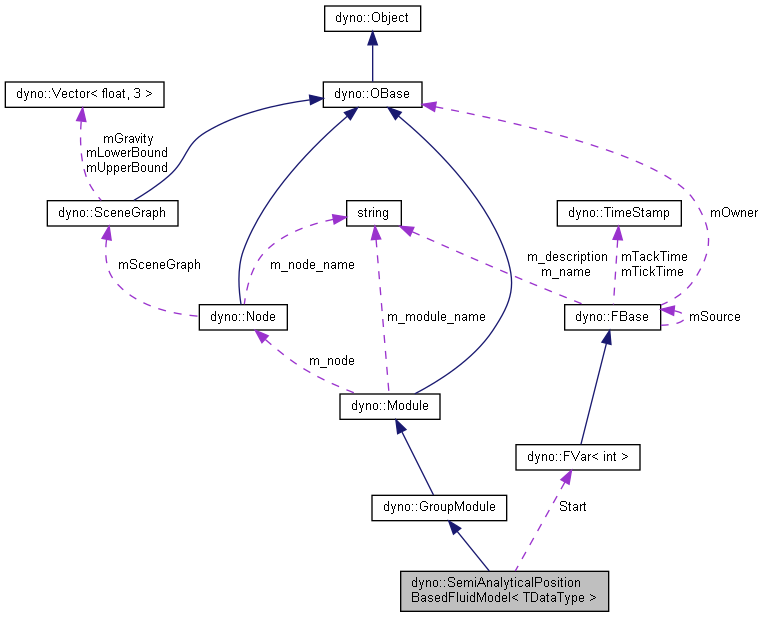 dyno::Object
dyno::Vector< float, 3 >
dyno::OBase
mGravity
mLowerBound
mUpperBound
dyno::SceneGraph
string
dyno::TimeStamp
mOwner
mSceneGraph
m_node_name
m_description
m_name
mTackTime
mTickTime
dyno::Node
m_module_name
dyno::FBase
mSource
m_node
dyno::Module
dyno::FVar< int >
dyno::GroupModule
Start
dyno::SemiAnalyticalPosition
BasedFluidModel< TDataType >